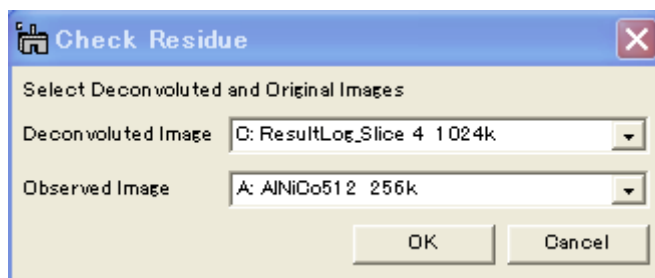 Check Residue
Select Deconvoluted and Original Images
Deconvoluted Image C: ResultLog_Slice 4 1024k
Observed Image A: AlNiCo512 256k
OK Cancel